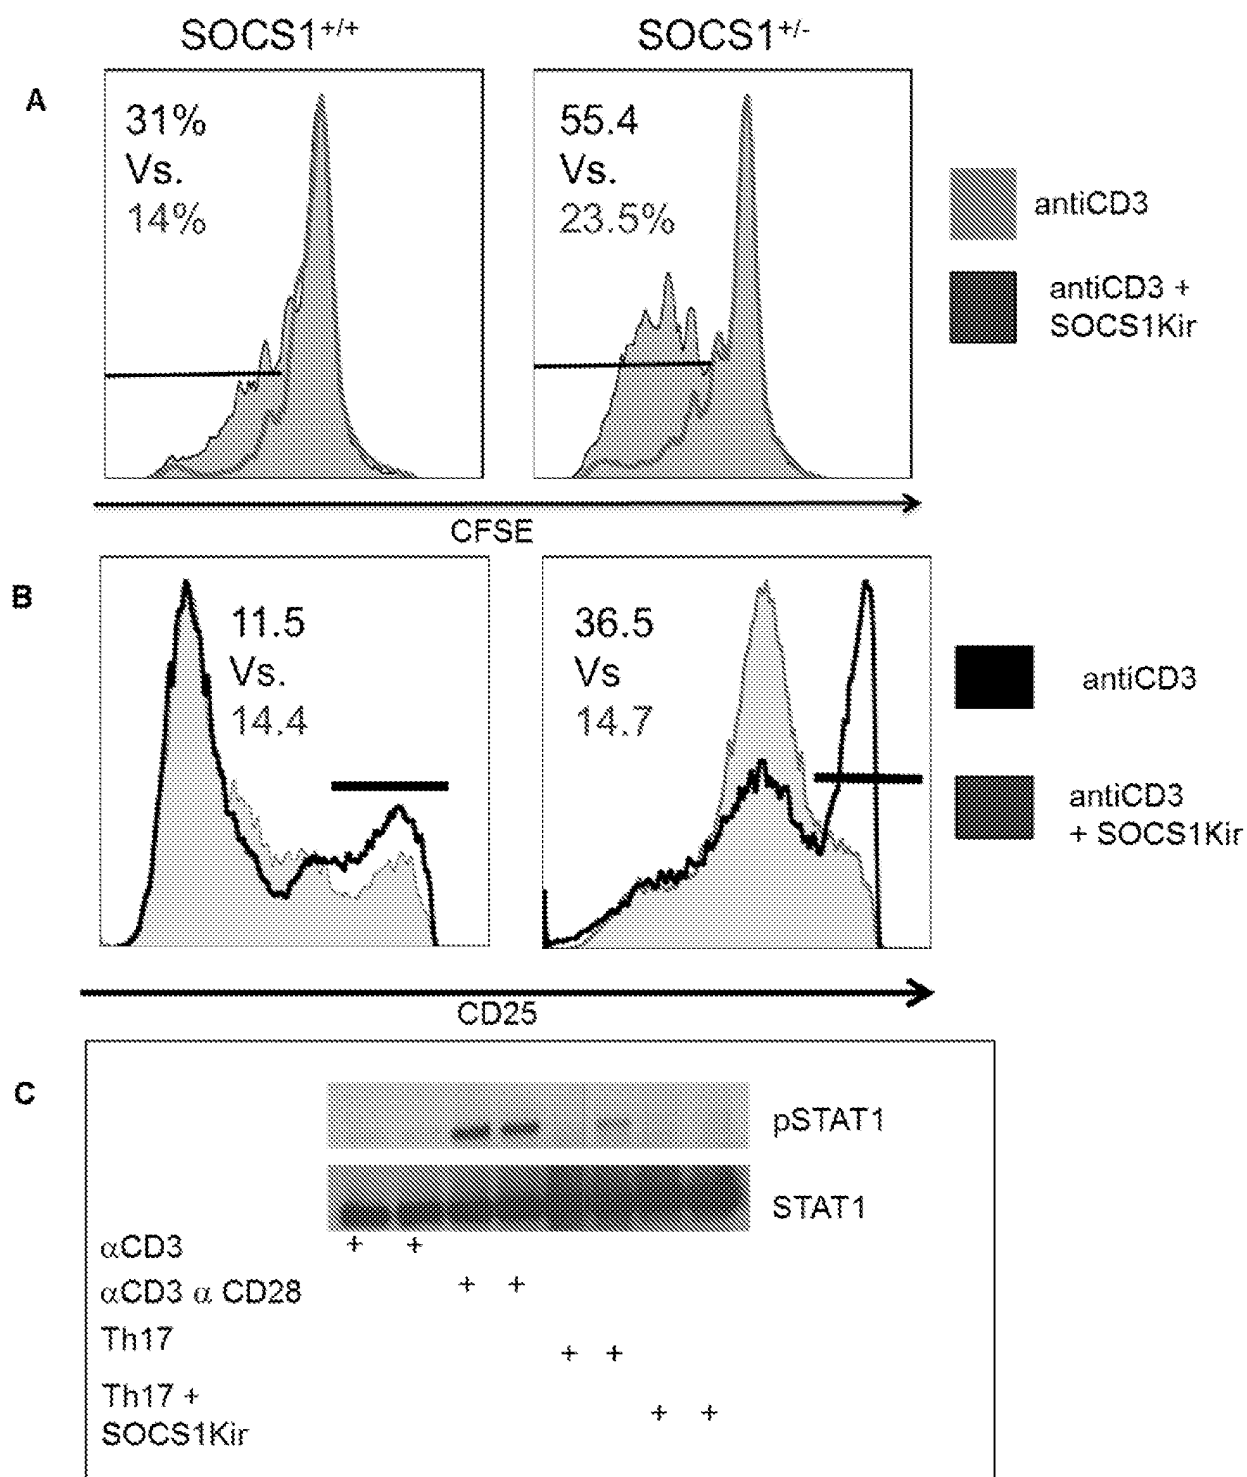 SOCS1+/+
SOCS1+/-
A
31%
Vs.
14%
55.4
Vs.
23.5%
antiCD3
antiCD3 +
SOCS1Kir
CFSE
B
11.5
Vs.
14.4
36.5
Vs
14.7
antiCD3
antiCD3
+ SOCS1Kir
CD25
C
pSTAT1
STAT1
αCD3 + +
αCD3 α CD28 + +
Th17 + +
Th17 +
SOCS1Kir + +